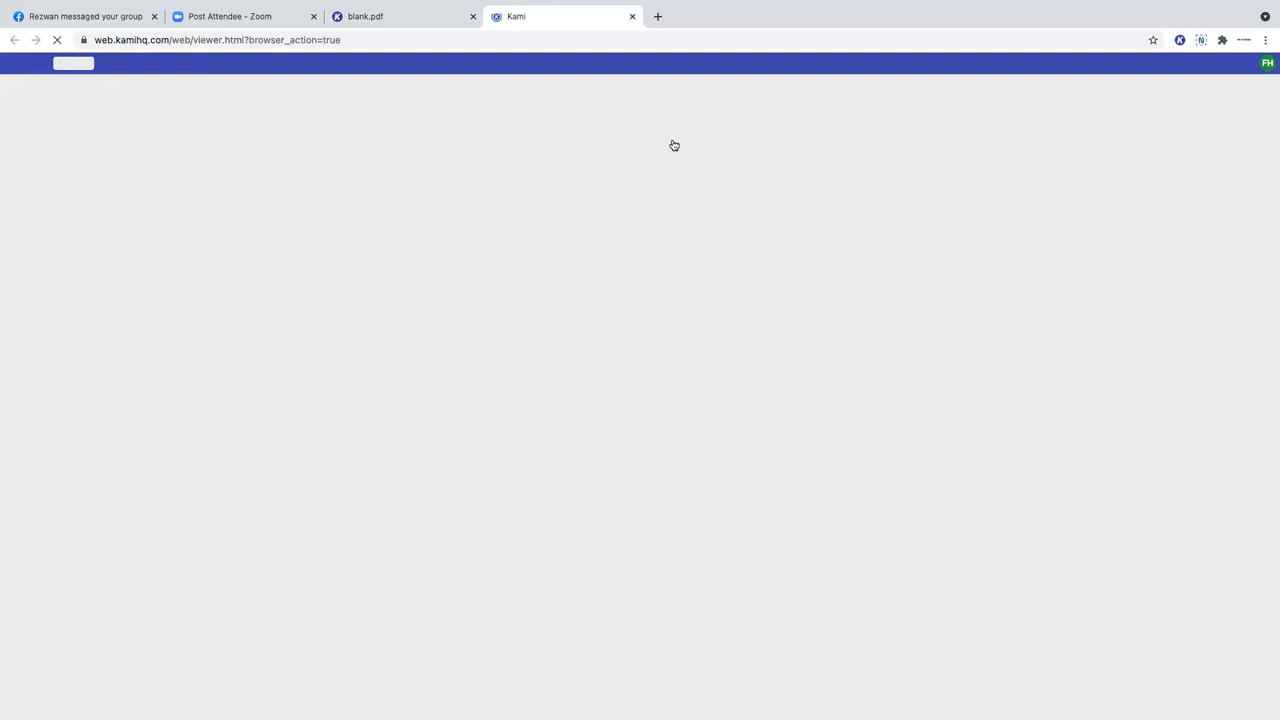 Rezwan messaged your group
Post Attendee - Zoom
K blank.pdf
Kami
web.kamihq.com/web/viewer.html?browser_action=true
K
N
FH